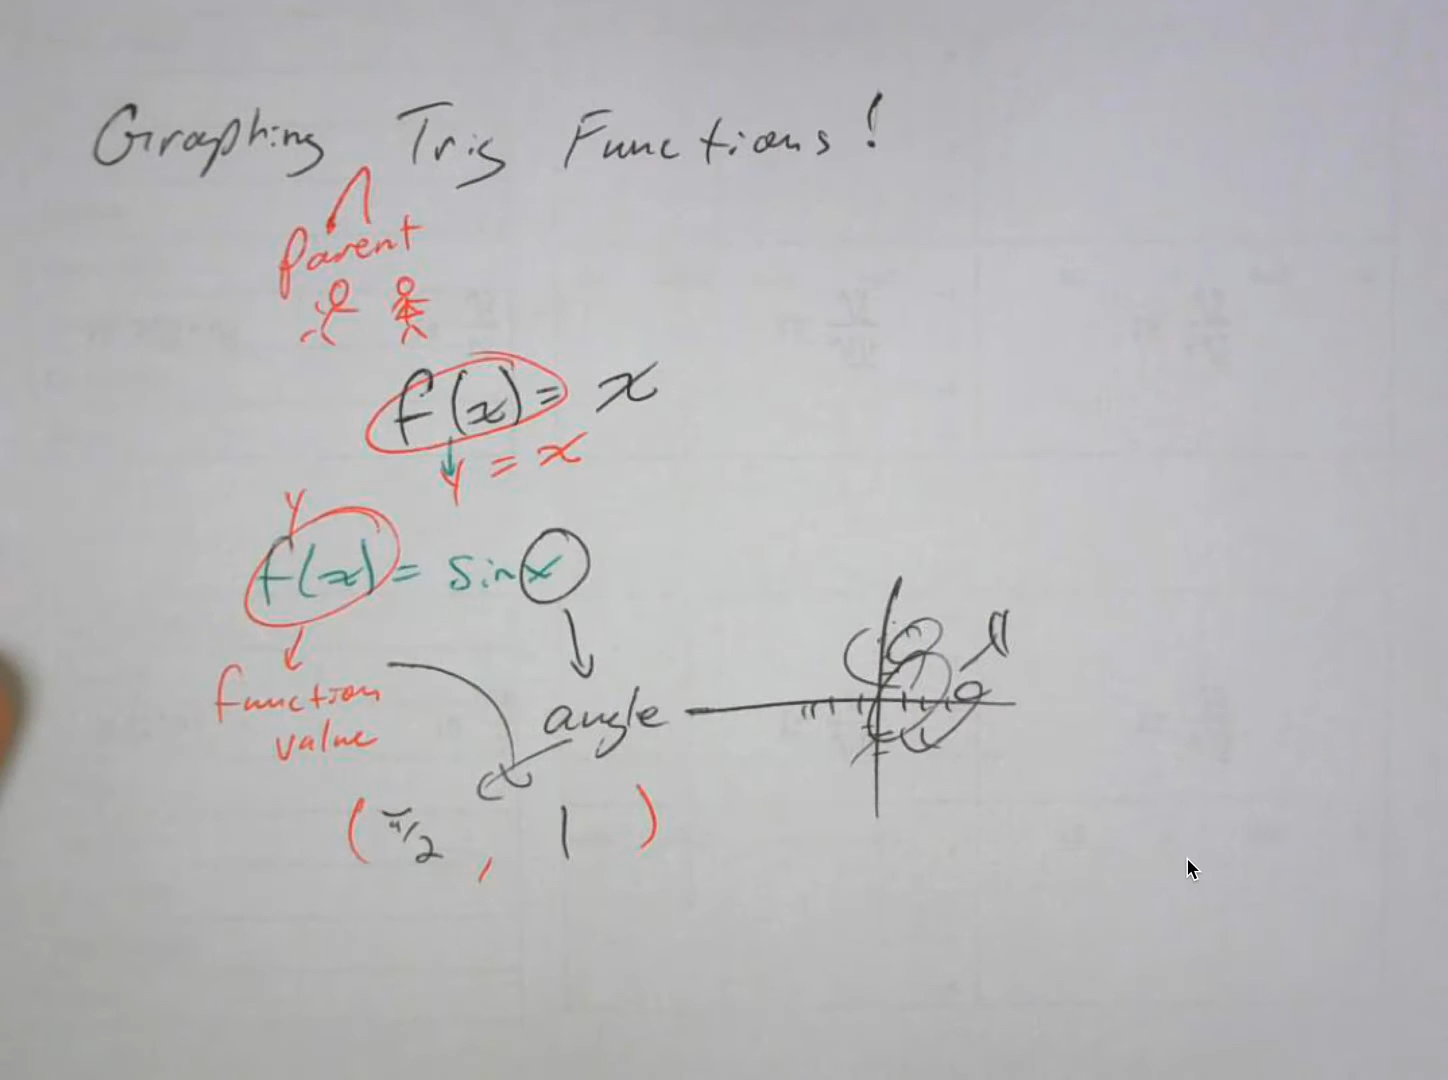 Graphing Trig Functions!
parent
f(x) = x
y = x
y
f(x) = sin x
function
value
angle
(π/2, 1)